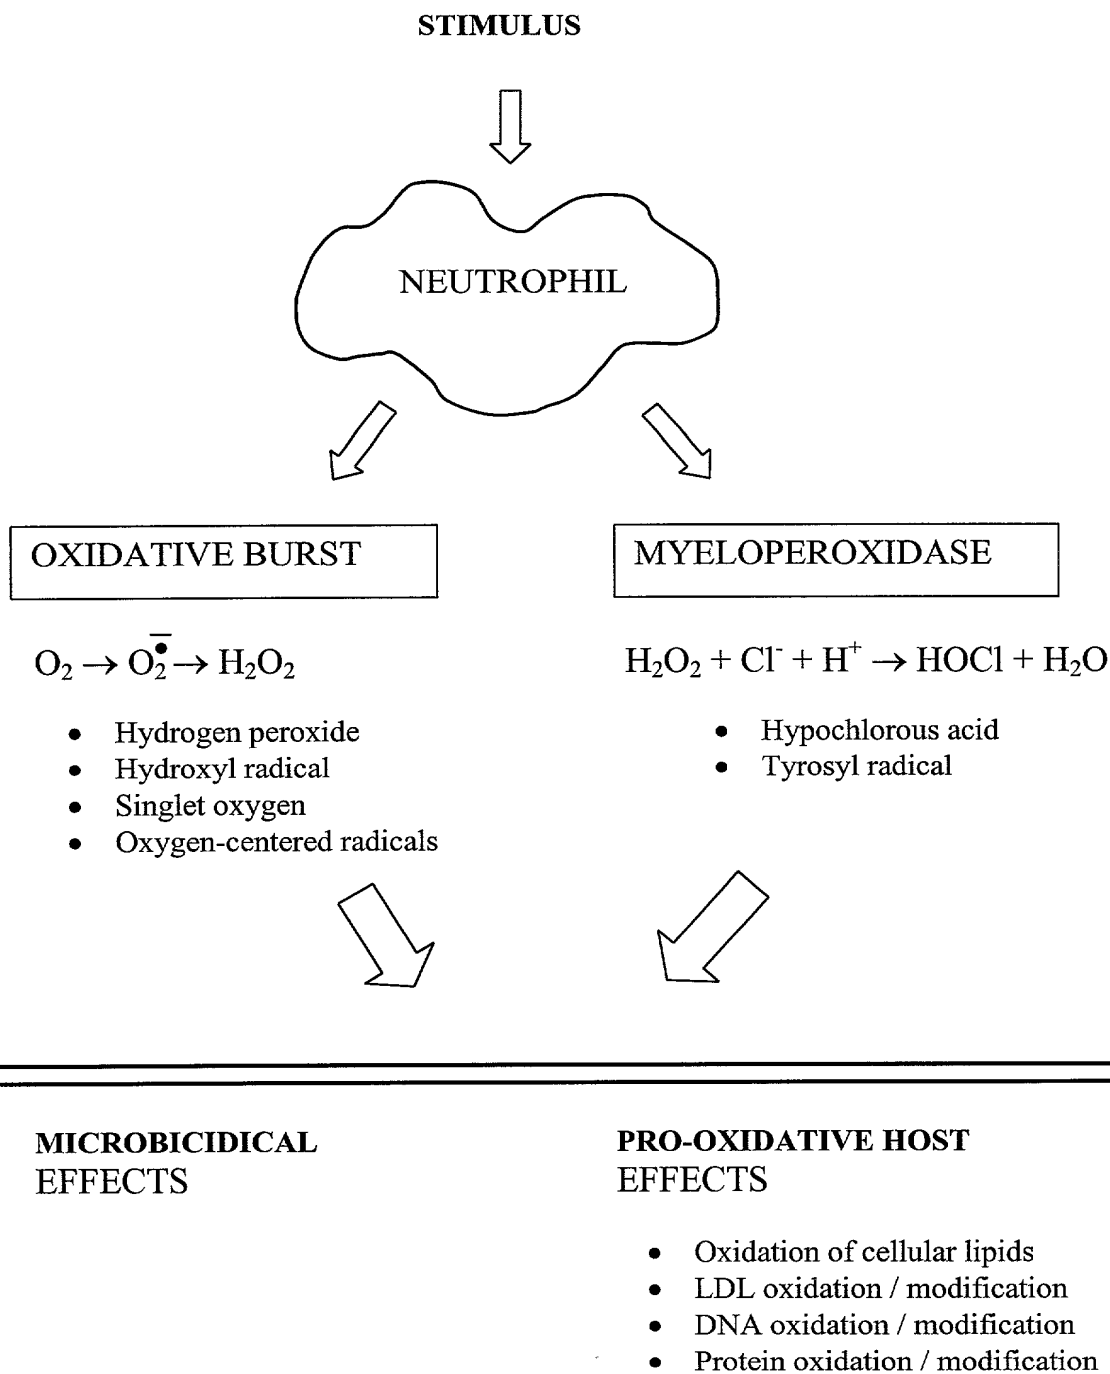 STIMULUS
NEUTROPHIL
OXIDATIVE BURST
O₂ → O₂•̅ → H₂O₂
• Hydrogen peroxide
• Hydroxyl radical
• Singlet oxygen
• Oxygen-centered radicals
MYELOPEROXIDASE
H₂O₂ + Cl⁻ + H⁺ → HOCl + H₂O
• Hypochlorous acid
• Tyrosyl radical
MICROBICIDICAL
EFFECTS
PRO-OXIDATIVE HOST
EFFECTS
• Oxidation of cellular lipids
• LDL oxidation / modification
• DNA oxidation / modification
• Protein oxidation / modification